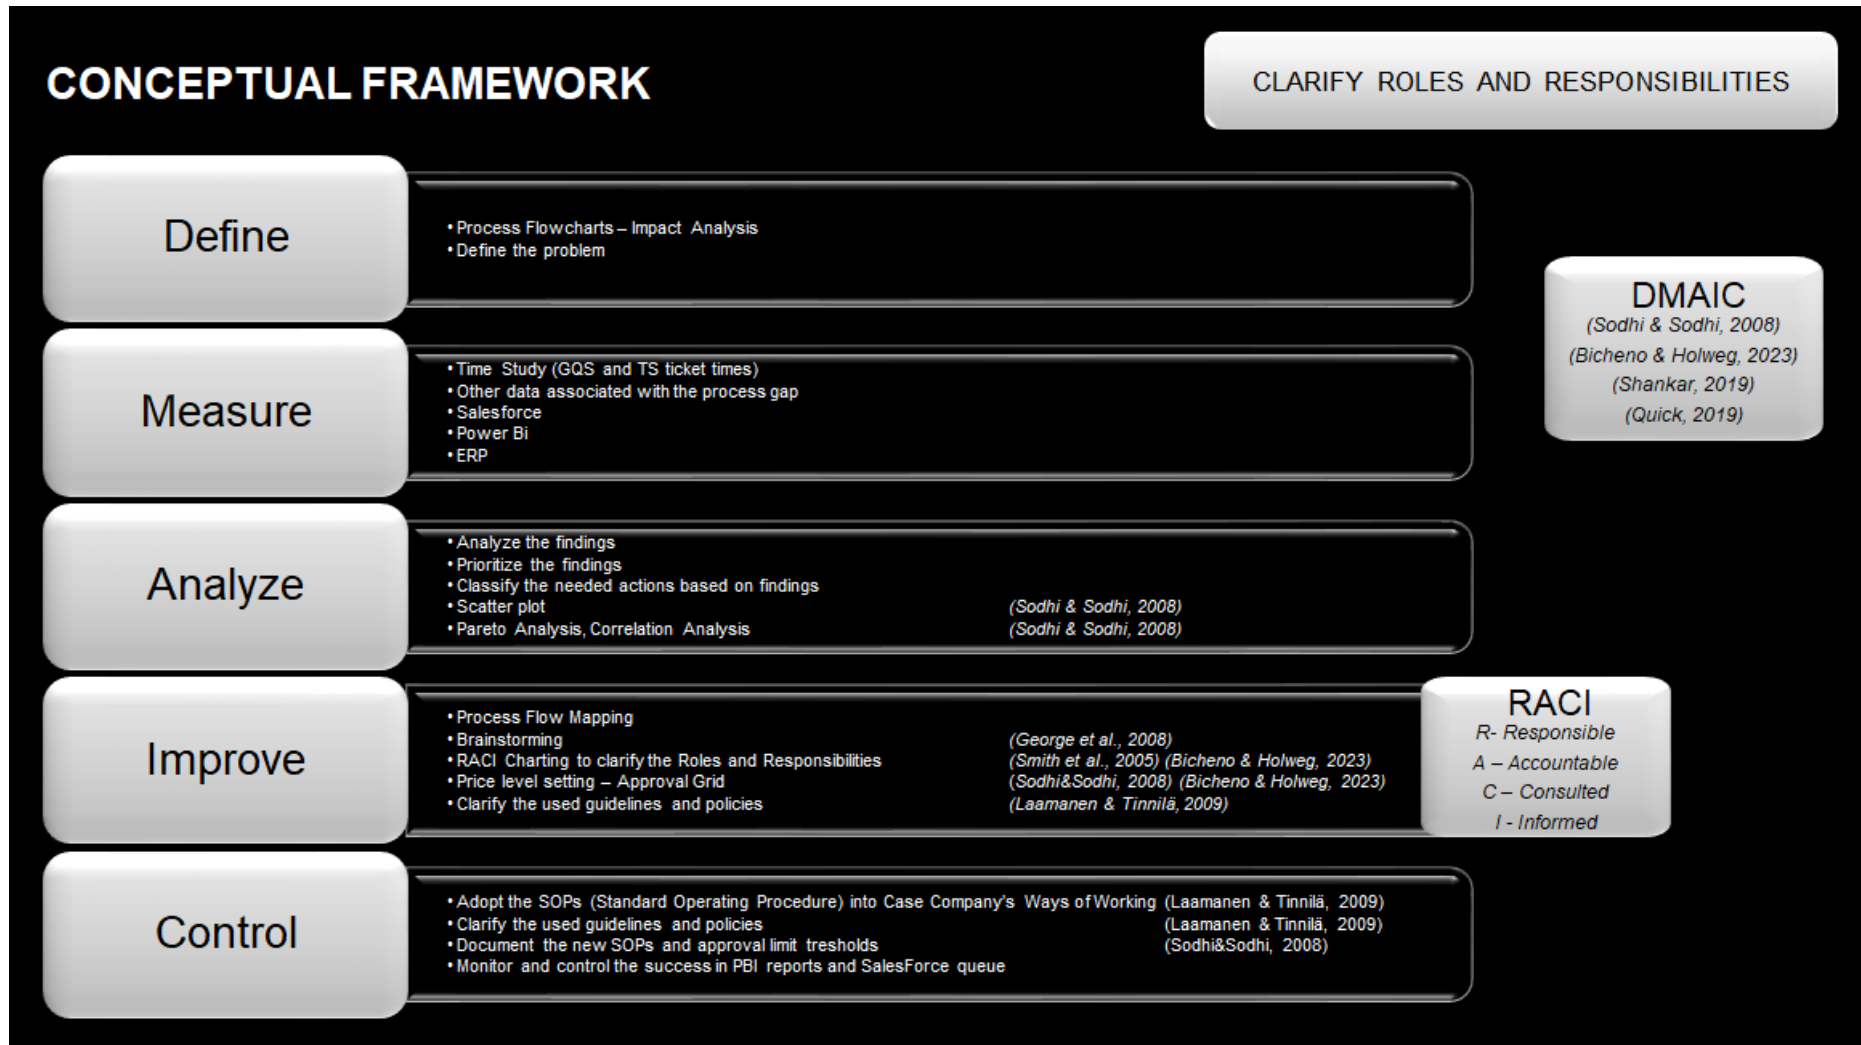 CONCEPTUAL FRAMEWORK
CLARIFY ROLES AND RESPONSIBILITIES
Define
• Process Flowcharts – Impact Analysis
• Define the problem
DMAIC
(Sodhi & Sodhi, 2008)
(Bicheno & Holweg, 2023)
(Shankar, 2019)
(Quick, 2019)
Measure
• Time Study (GQS and TS ticket times)
• Other data associated with the process gap
• Salesforce
• Power Bi
• ERP
Analyze
• Analyze the findings
• Prioritize the findings
• Classify the needed actions based on findings
• Scatter plot (Sodhi & Sodhi, 2008)
• Pareto Analysis, Correlation Analysis (Sodhi & Sodhi, 2008)
Improve
• Process Flow Mapping
• Brainstorming (George et al., 2008)
• RACI Charting to clarify the Roles and Responsibilities (Smith et al., 2005) (Bicheno & Holweg, 2023)
• Price level setting – Approval Grid (Sodhi&Sodhi, 2008) (Bicheno & Holweg, 2023)
• Clarify the used guidelines and policies (Laamanen & Tinnilä, 2009)
RACI
R- Responsible
A – Accountable
C – Consulted
I - Informed
Control
• Adopt the SOPs (Standard Operating Procedure) into Case Company's Ways of Working (Laamanen & Tinnilä, 2009)
• Clarify the used guidelines and policies (Laamanen & Tinnilä, 2009)
• Document the new SOPs and approval limit tresholds (Sodhi&Sodhi, 2008)
• Monitor and control the success in PBI reports and SalesForce queue